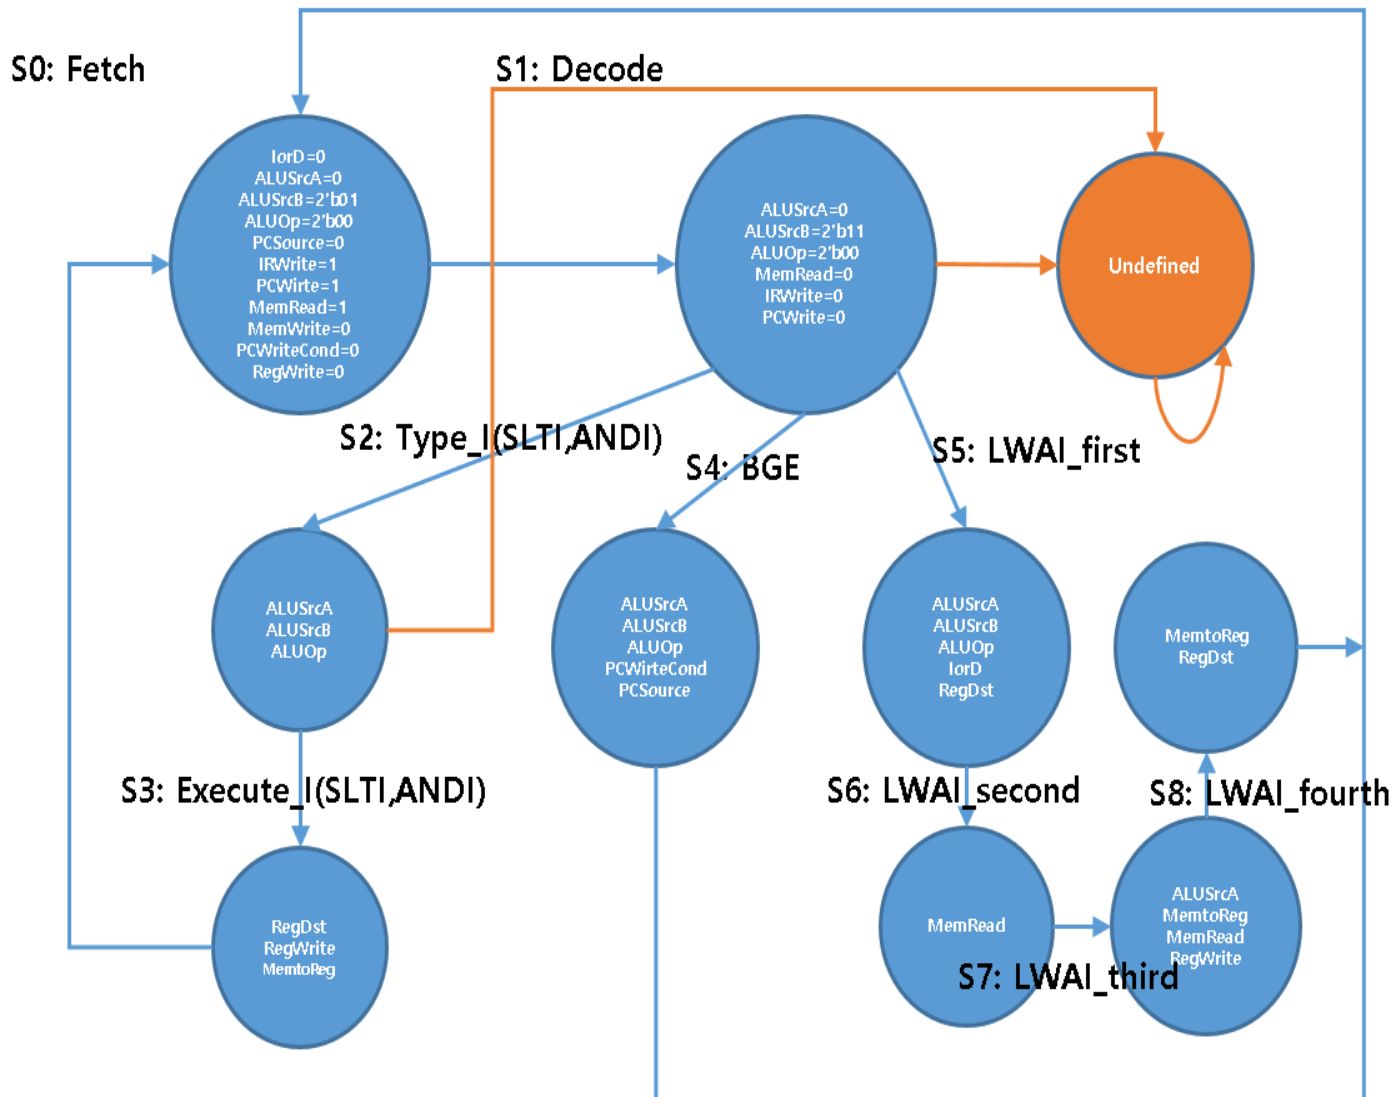 S0: Fetch
S1: Decode
IorD=0
ALUSrcA=0
ALUSrcB=2'b01
ALUOp=2'b00
PCSource=0
IRWrite=1
PCWirte=1
MemRead=1
MemWrite=0
PCWriteCond=0
RegWrite=0
ALUSrcA=0
ALUSrcB=2'b11
ALUOp=2'b00
MemRead=0
IRWrite=0
PCWrite=0
Undefined
S2: Type_I(SLTI,ANDI)
S4: BGE
S5: LWAI_first
ALUSrcA
ALUSrcB
ALUOp
ALUSrcA
ALUSrcB
ALUOp
PCWirteCond
PCSource
ALUSrcA
ALUSrcB
ALUOp
IorD
RegDst
MemtoReg
RegDst
S3: Execute_I(SLTI,ANDI)
S6: LWAI_second
S8: LWAI_fourth
RegDst
RegWrite
MemtoReg
MemRead
ALUSrcA
MemtoReg
MemRead
RegWrite
S7: LWAI_third